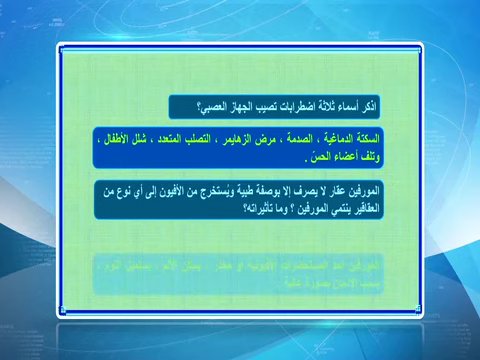 اذكر أسماء ثلاثة اضطرابات تصيب الجهاز العصبي؟
السكتة الدماغية ، الصدمة ، مرض الزهايمر ، التصلب المتعدد ، شلل الأطفال ،
وتلف أعضاء الحسّ .
المورفين عقار لا يصرف إلا بوصفة طبية ويُستخرج من الأفيون إلى أي نوع من
العقاقير ينتمي المورفين ؟ وما تأثيراته؟
المورفين أحد